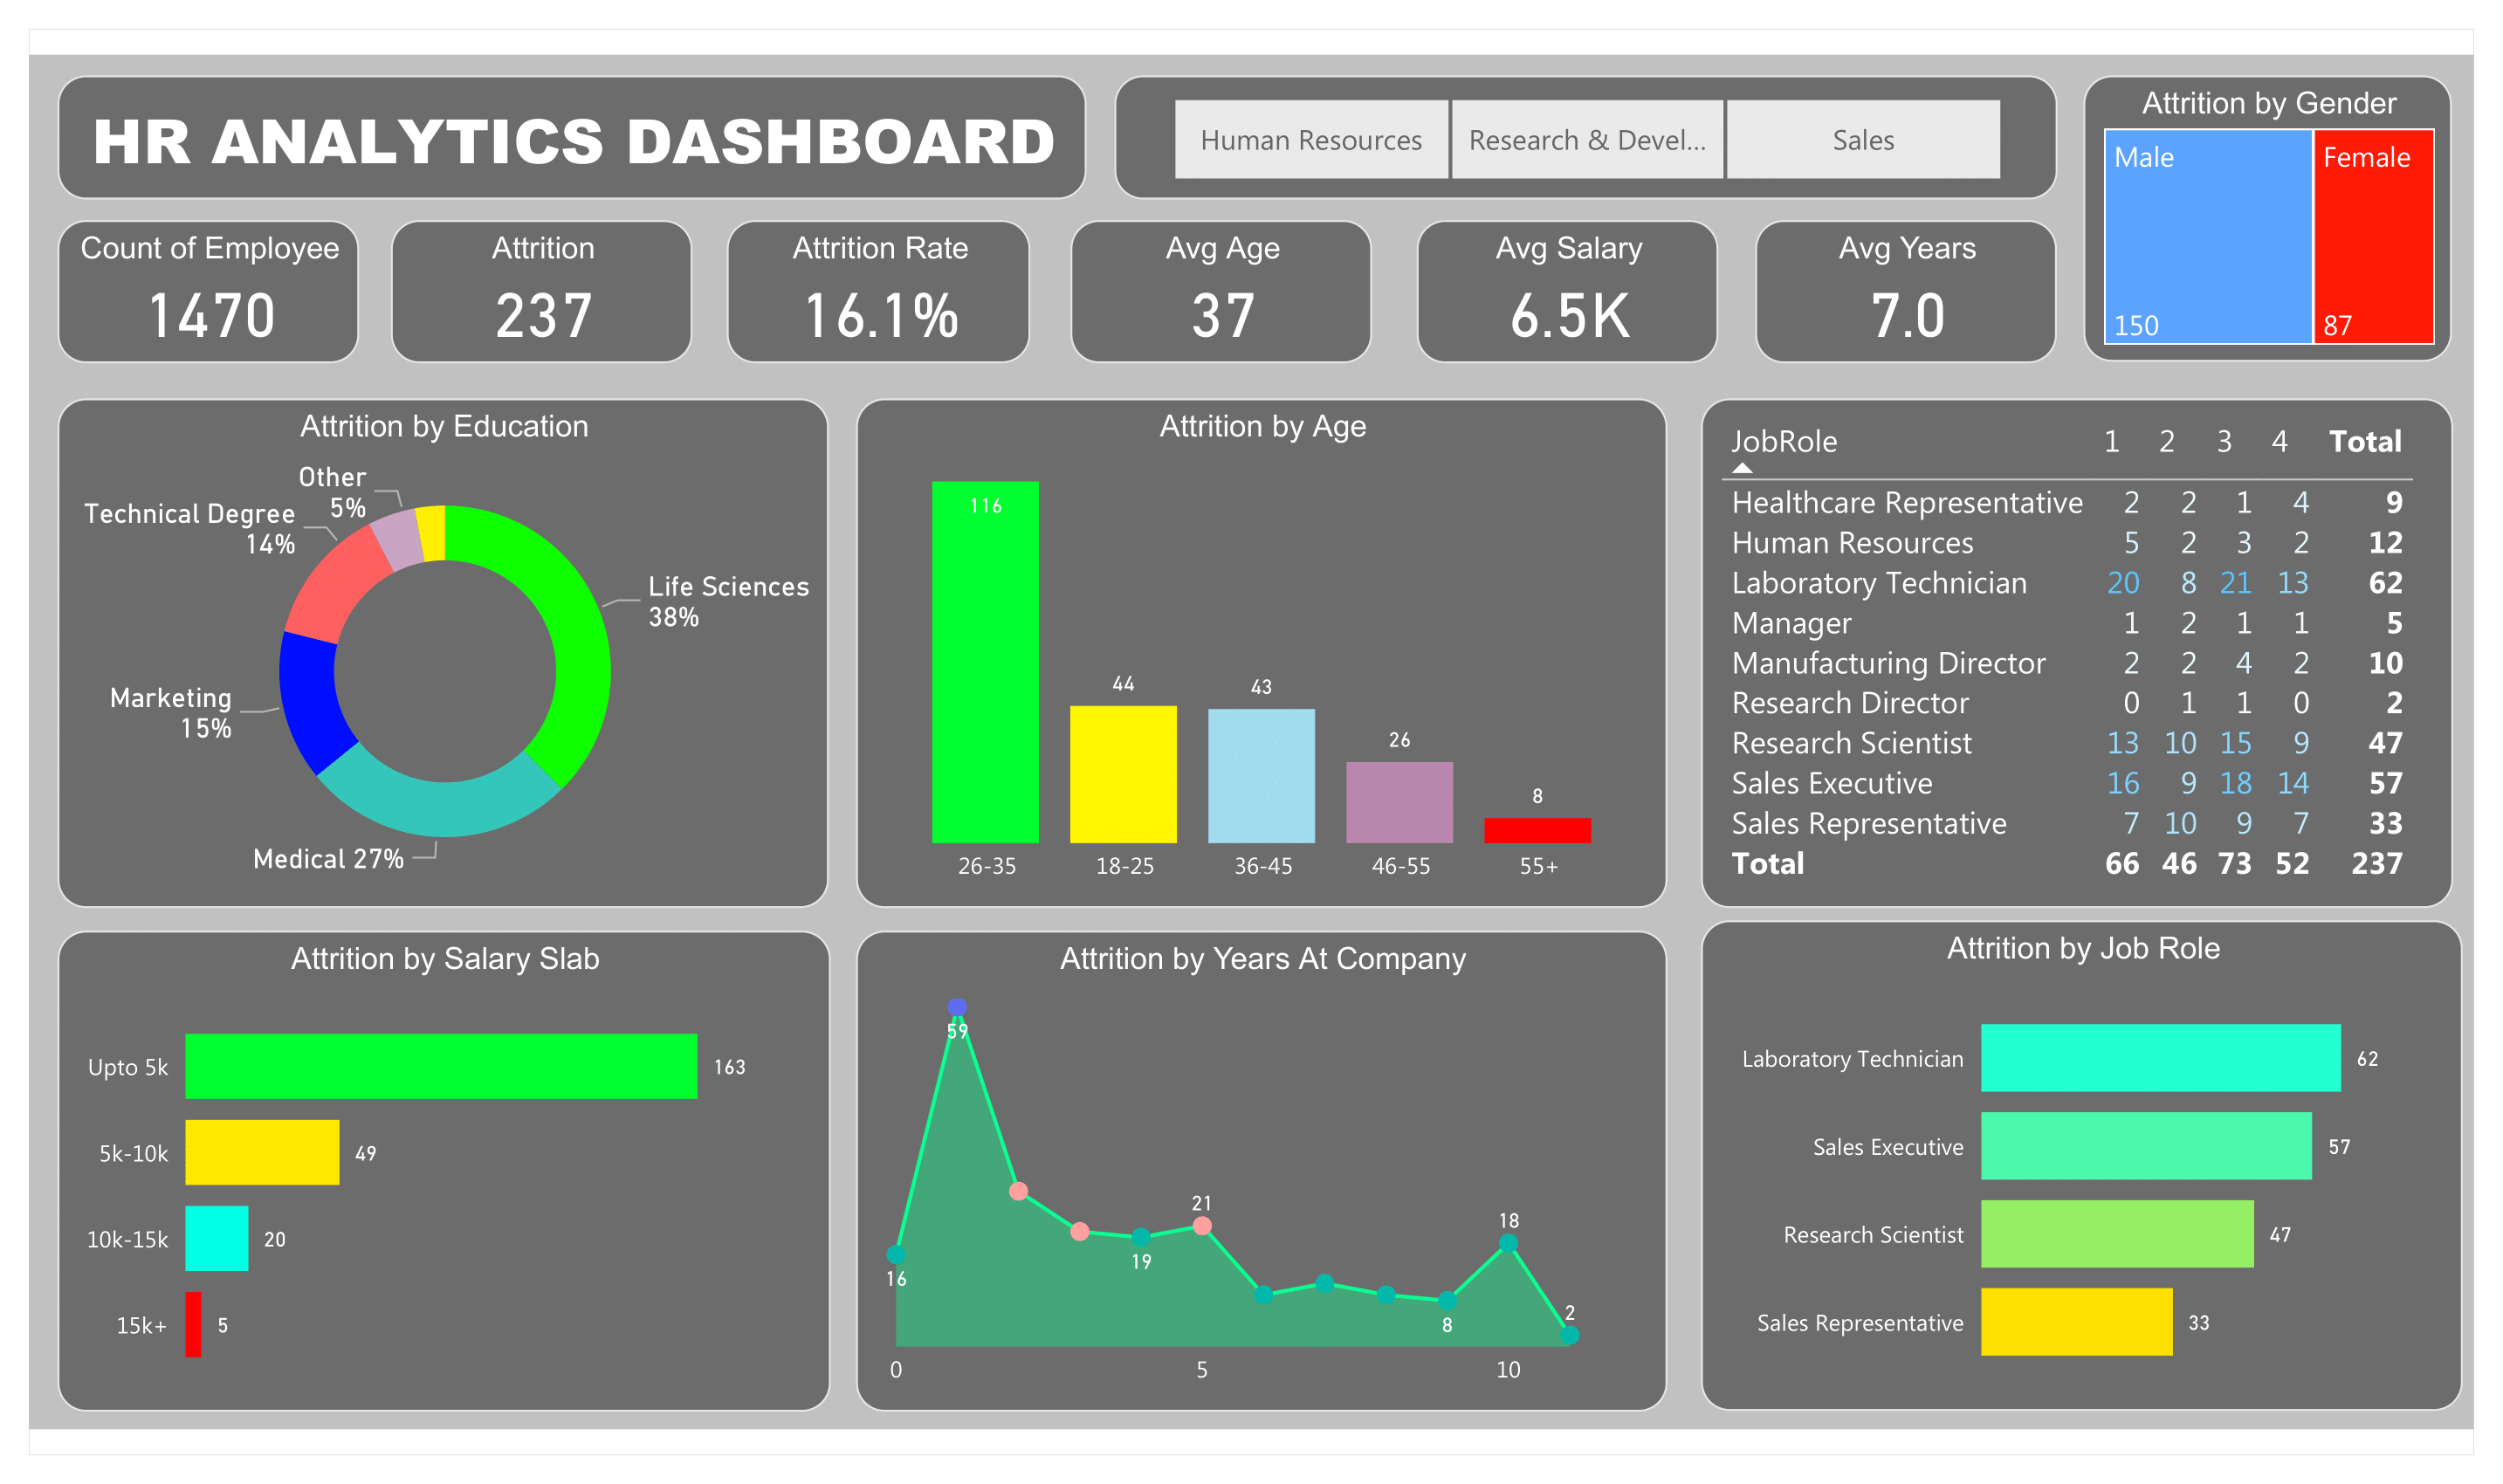 HR ANALYTICS DASHBOARD
Human Resources
Research & Devel...
Sales
Attrition by Gender
Male
Female
150
87
Count of Employee
1470
Attrition
237
Attrition Rate
16.1%
Avg Age
37
Avg Salary
6.5K
Avg Years
7.0
Attrition by Education
Other
5%
Technical Degree
14%
Life Sciences
38%
Marketing
15%
Medical 27%
Attrition by Age
116
44
43
26
8
26-35 18-25 36-45 46-55 55+
JobRole 1 2 3 4 Total
Healthcare Representative 2 2 1 4 9
Human Resources 5 2 3 2 12
Laboratory Technician 20 8 21 13 62
Manager 1 2 1 1 5
Manufacturing Director 2 2 4 2 10
Research Director 0 1 1 0 2
Research Scientist 13 10 15 9 47
Sales Executive 16 9 18 14 57
Sales Representative 7 10 9 7 33
Total 66 46 73 52 237
Attrition by Salary Slab
Upto 5k 163
5k-10k 49
10k-15k 20
15k+ 5
Attrition by Years At Company
59
21
18
19
16
8
2
0 5 10
Attrition by Job Role
Laboratory Technician 62
Sales Executive 57
Research Scientist 47
Sales Representative 33